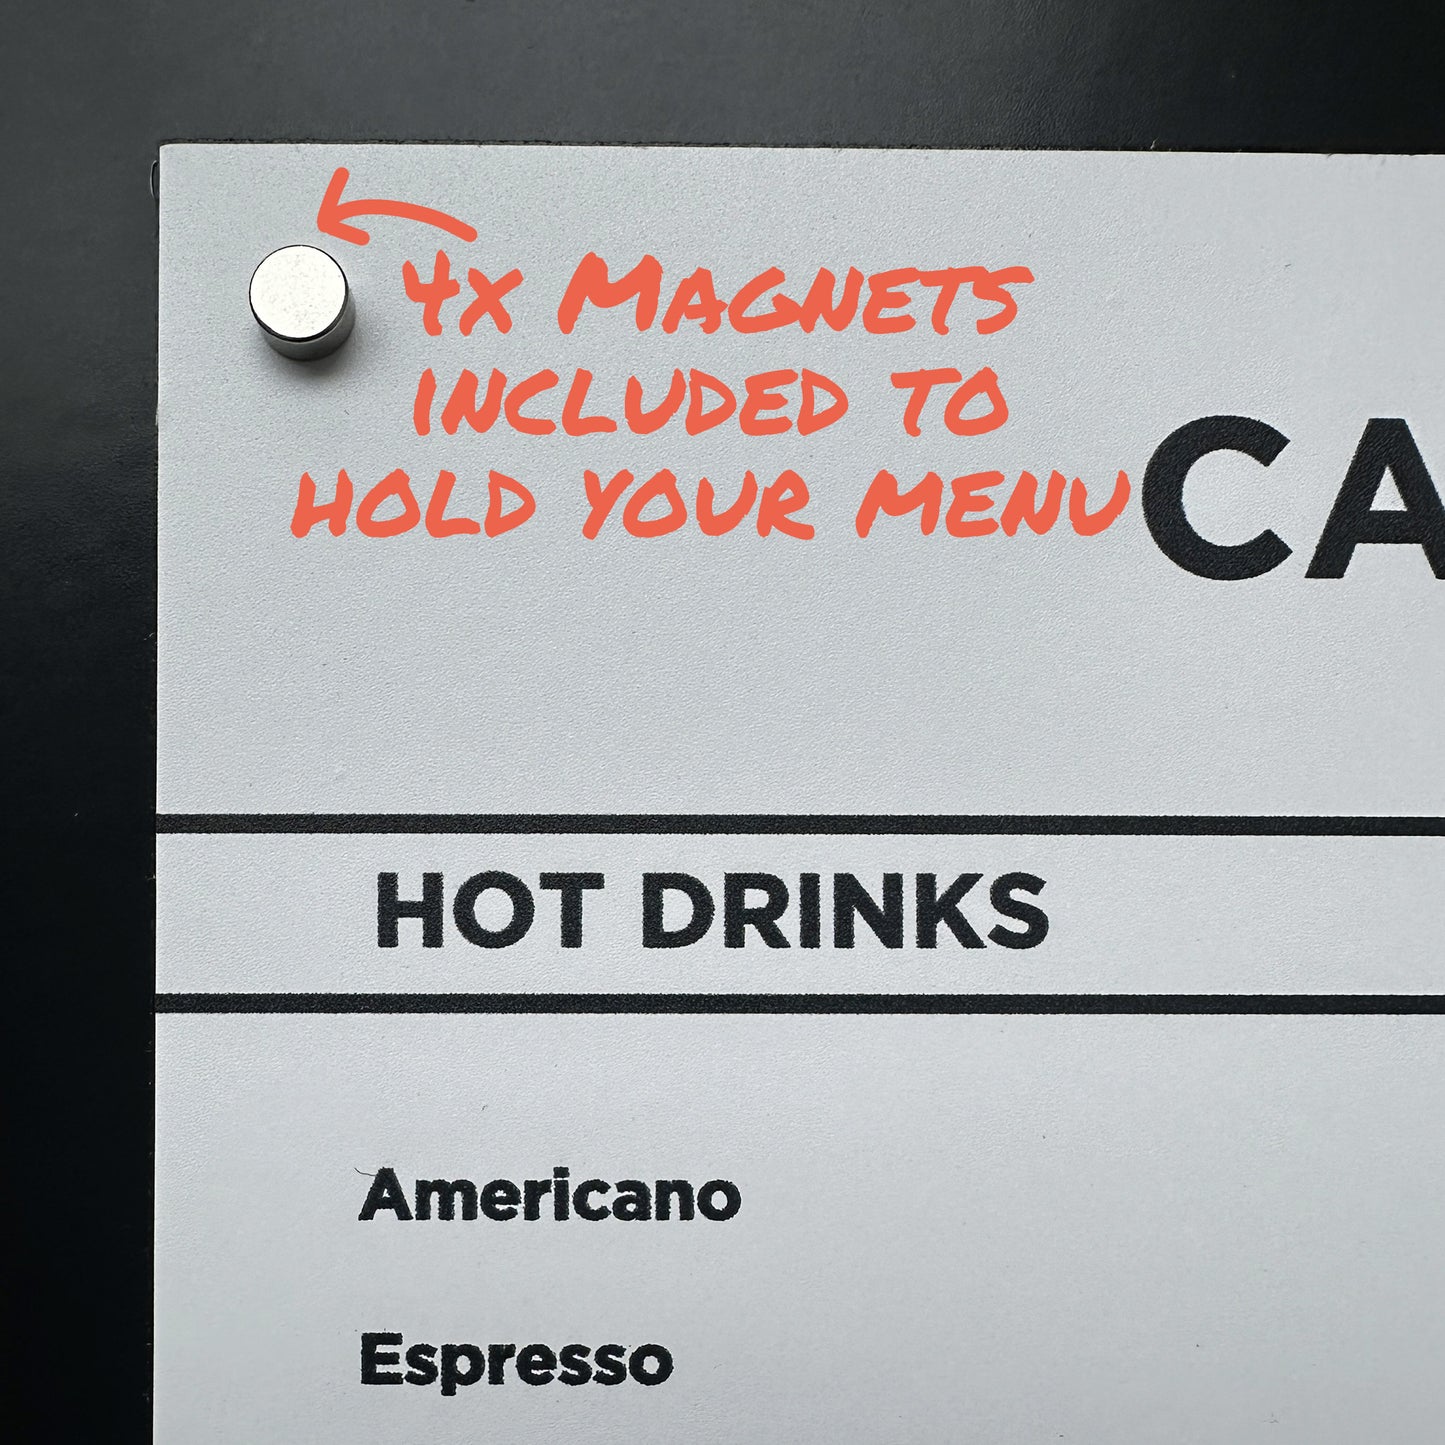 4x Magnets
included to
hold your menu
CA
HOT DRINKS
Americano
Espresso